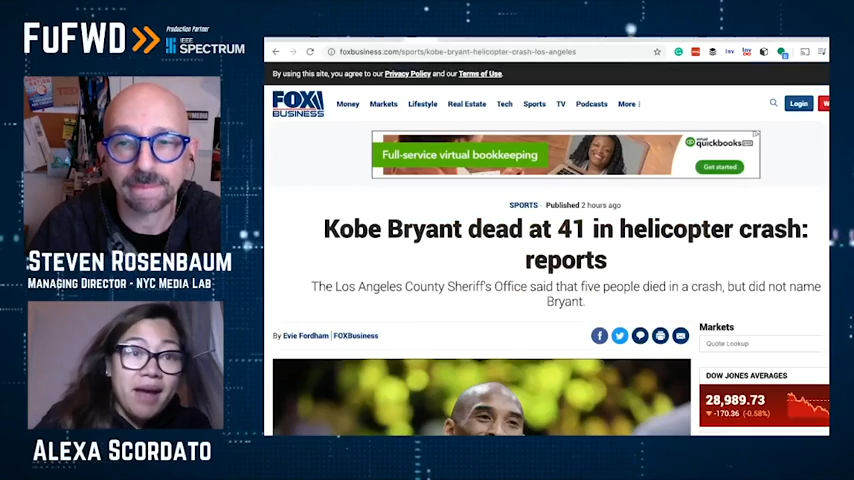 FuFWD
Production Partner
IEEE
SPECTRUM
STEVEN ROSENBAUM
MANAGING DIRECTOR - NYC MEDIA LAB
ALEXA SCORDATO
foxbusiness.com/sports/kobe-bryant-helicopter-crash-los-angeles
By using this site, you agree to our Privacy Policy and our Terms of Use.
FOX
BUSINESS
Money Markets Lifestyle Real Estate Tech Sports TV Podcasts More
Login
W
Full-service virtual bookkeeping
quickbooks
Get started
SPORTS · Published 2 hours ago
Kobe Bryant dead at 41 in helicopter crash:
reports
The Los Angeles County Sheriff's Office said that five people died in a crash, but did not name
Bryant.
By Evie Fordham | FOXBusiness
Markets
Quote Lookup
DOW JONES AVERAGES
28,989.73
-170.36 (-0.58%)